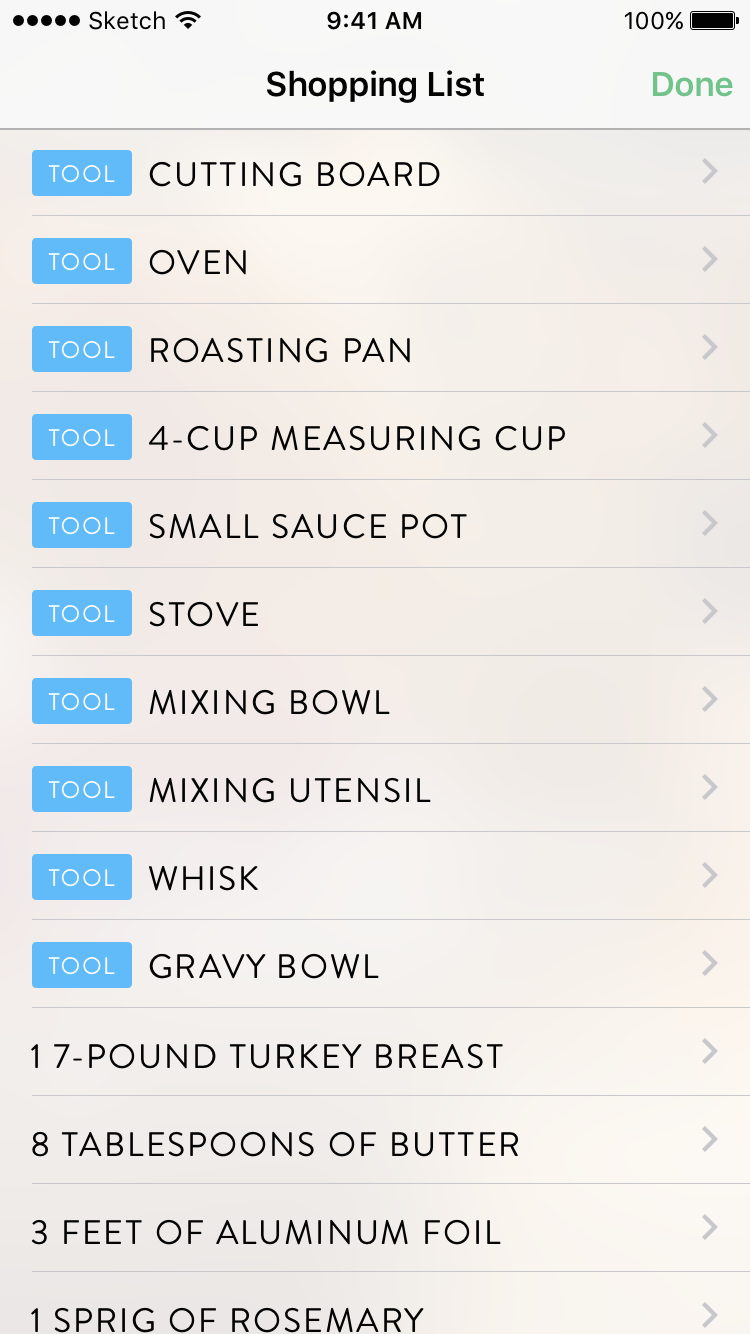 Sketch 9:41 AM 100%
Shopping List Done
TOOL CUTTING BOARD
TOOL OVEN
TOOL ROASTING PAN
TOOL 4-CUP MEASURING CUP
TOOL SMALL SAUCE POT
TOOL STOVE
TOOL MIXING BOWL
TOOL MIXING UTENSIL
TOOL WHISK
TOOL GRAVY BOWL
1 7-POUND TURKEY BREAST
8 TABLESPOONS OF BUTTER
3 FEET OF ALUMINUM FOIL
1 SPRIG OF ROSEMARY